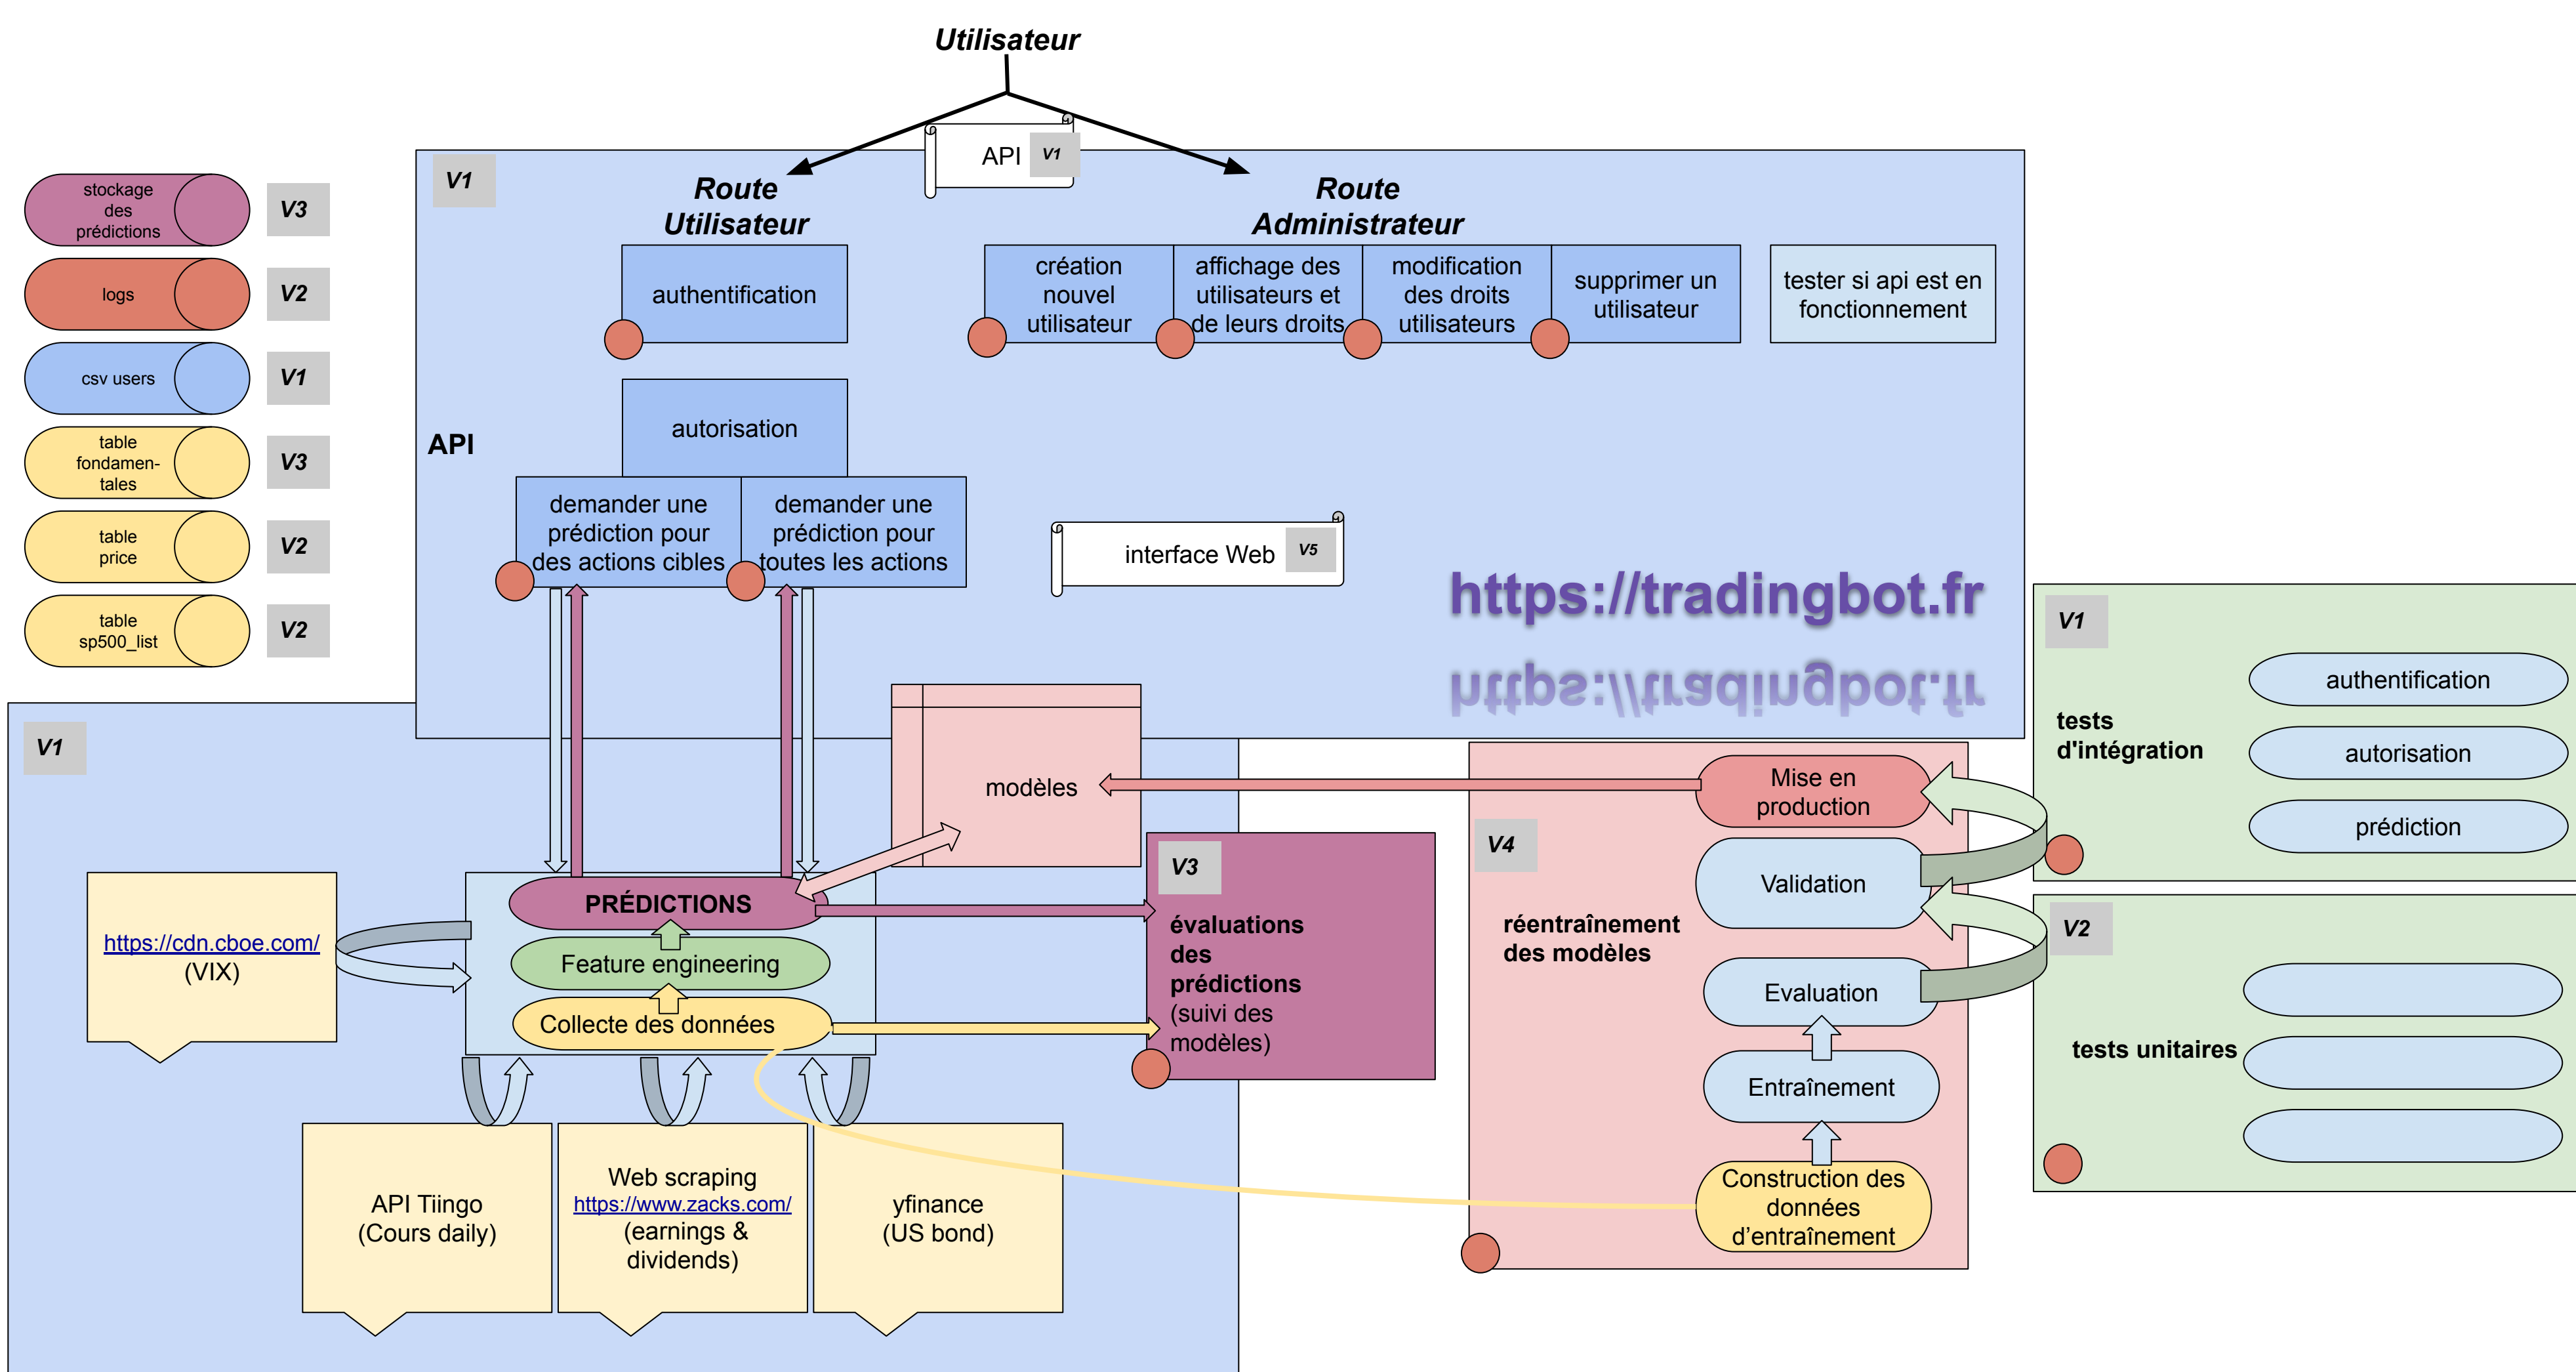 Utilisateur
API V1
V1
Route
Utilisateur
Route
Administrateur
authentification
création
nouvel
utilisateur
affichage des
utilisateurs et
de leurs droits
modification
des droits
utilisateurs
supprimer un
utilisateur
tester si api est en
fonctionnement
autorisation
API
demander une
prédiction pour
des actions cibles
demander une
prédiction pour
toutes les actions
interface Web V5
https://tradingbot.fr
https://tradingbot.fr
stockage
des
prédictions
V3
logs
V2
csv users
V1
table
fondamen-
tales
V3
table
price
V2
table
sp500_list
V2
V1
modèles
PRÉDICTIONS
Feature engineering
Collecte des données
https://cdn.cboe.com/
(VIX)
API Tiingo
(Cours daily)
Web scraping
https://www.zacks.com/
(earnings &
dividends)
yfinance
(US bond)
V3
évaluations
des
prédictions
(suivi des
modèles)
V4
réentraînement
des modèles
Mise en
production
Validation
Evaluation
Entraînement
Construction des
données
d'entraînement
V1
tests
d'intégration
authentification
autorisation
prédiction
V2
tests unitaires